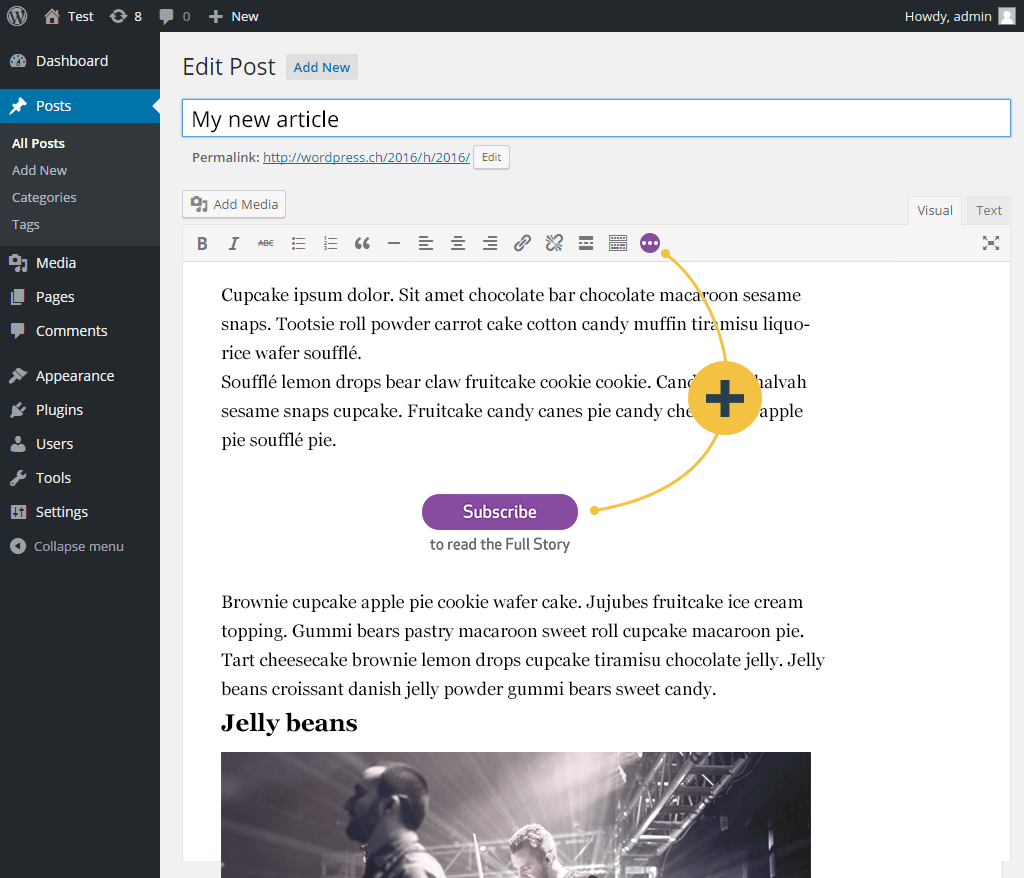 Test 8 0 New Howdy, admin
Dashboard
Posts
All Posts
Add New
Categories
Tags
Media
Pages
Comments
Appearance
Plugins
Users
Tools
Settings
Collapse menu
Edit Post Add New
My new article
Permalink: http://wordpress.ch/2016/h/2016/ Edit
Add Media
Visual Text
B I ABC
Cupcake ipsum dolor. Sit amet chocolate bar chocolate macaroon sesame
snaps. Tootsie roll powder carrot cake cotton candy muffin tiramisu liquo-
rice wafer soufflé.
Soufflé lemon drops bear claw fruitcake cookie cookie. halvah
sesame snaps cupcake. Fruitcake candy canes pie candy apple
pie soufflé pie.
Subscribe
to read the Full Story
Brownie cupcake apple pie cookie wafer cake. Jujubes fruitcake ice cream
topping. Gummi bears pastry macaroon sweet roll cupcake macaroon pie.
Tart cheesecake brownie lemon drops cupcake tiramisu chocolate jelly. Jelly
beans croissant danish jelly powder gummi bears sweet candy.
Jelly beans